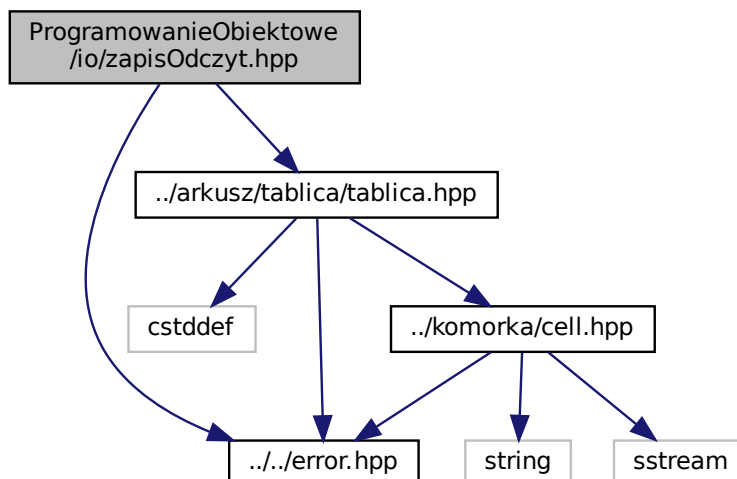 ProgramowanieObiektowe
/io/zapisOdczyt.hpp
../arkusz/tablica/tablica.hpp
cstddef
../komorka/cell.hpp
../../error.hpp
string
sstream